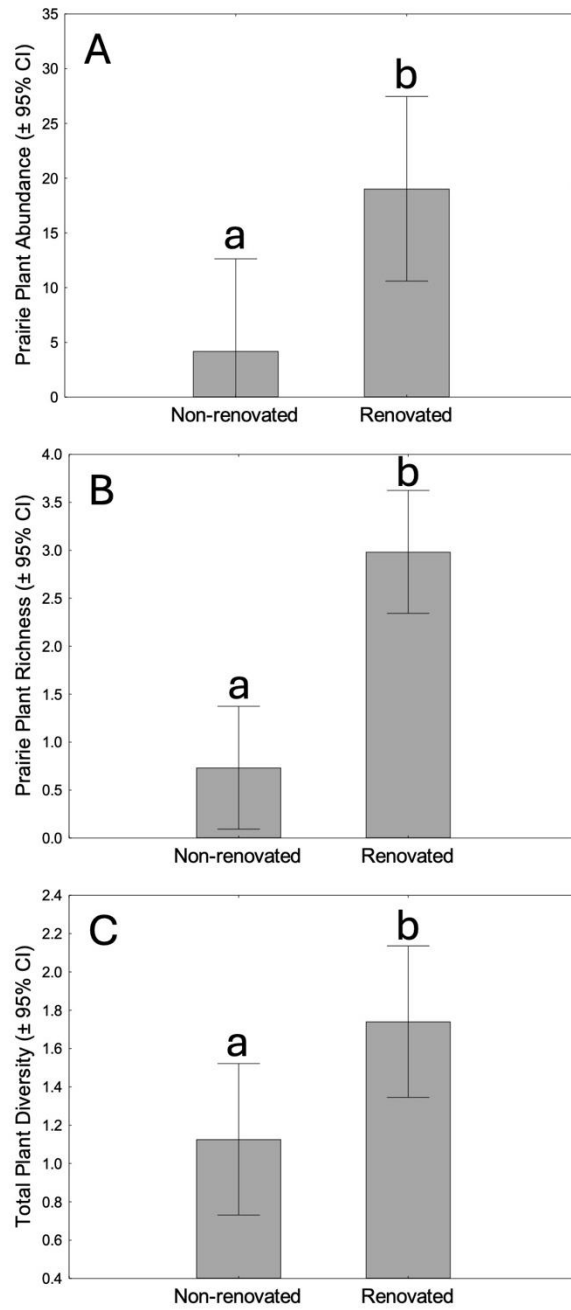 A
Prairie Plant Abundance (± 95% CI)
35
30
25
20
15
10
5
0
a
b
Non-renovated Renovated
B
Prairie Plant Richness (± 95% CI)
4.0
3.5
3.0
2.5
2.0
1.5
1.0
0.5
0.0
a
b
Non-renovated Renovated
C
Total Plant Diversity (± 95% CI)
2.4
2.2
2.0
1.8
1.6
1.4
1.2
1.0
0.8
0.6
0.4
a
b
Non-renovated Renovated